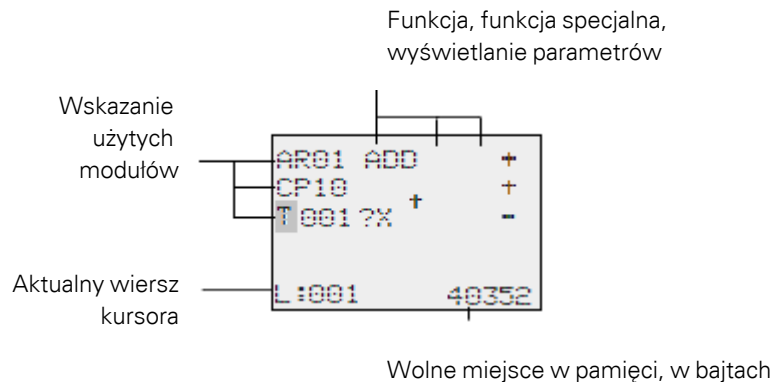 Funkcja, funkcja specjalna,
wyświetlanie parametrów
Wskazanie
użytych
modułów
AR01 ADD +
CP10 +
T 001 ?X + -
Aktualny wiersz
kursora
L:001 40352
Wolne miejsce w pamięci, w bajtach